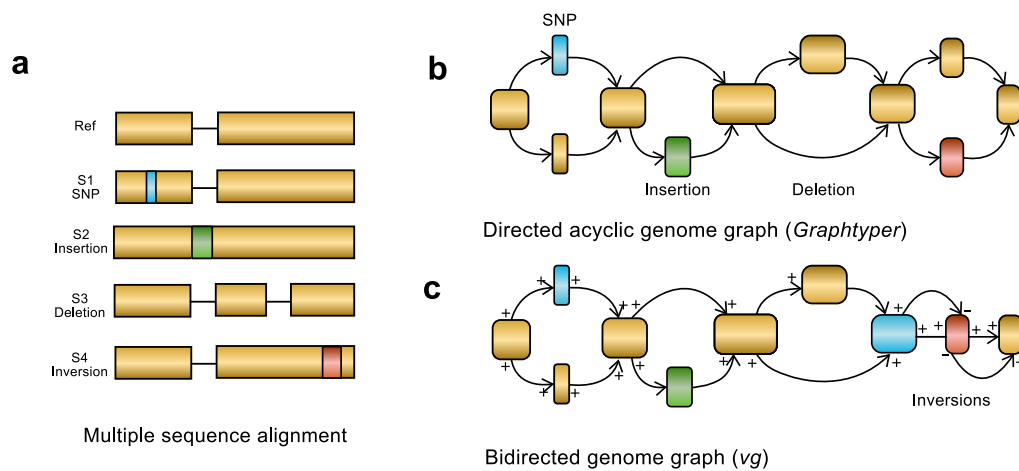 a
Ref
S1
SNP
S2
Insertion
S3
Deletion
S4
Inversion
Multiple sequence alignment
b
SNP
Insertion
Deletion
Directed acyclic genome graph (Graphtyper)
c
+ +
+ + + + + + - +
+ + + + + + - +
+ +
Inversions
Bidirected genome graph (vg)